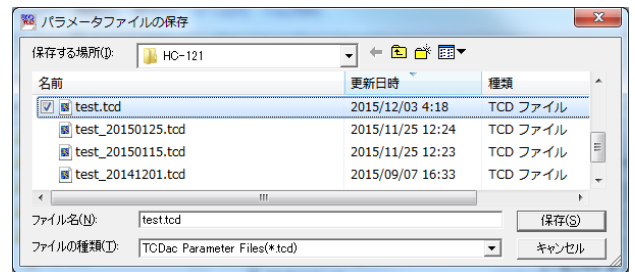 パラメータファイルの保存
保存する場所(I): HC-121
名前 更新日時 種類
test.tcd 2015/12/03 4:18 TCD ファイル
test_20150125.tcd 2015/11/25 12:24 TCD ファイル
test_20150115.tcd 2015/11/25 12:23 TCD ファイル
test_20141201.tcd 2015/09/07 16:33 TCD ファイル
ファイル名(N): test.tcd 保存(S)
ファイルの種類(T): TCDac Parameter Files(*.tcd) キャンセル